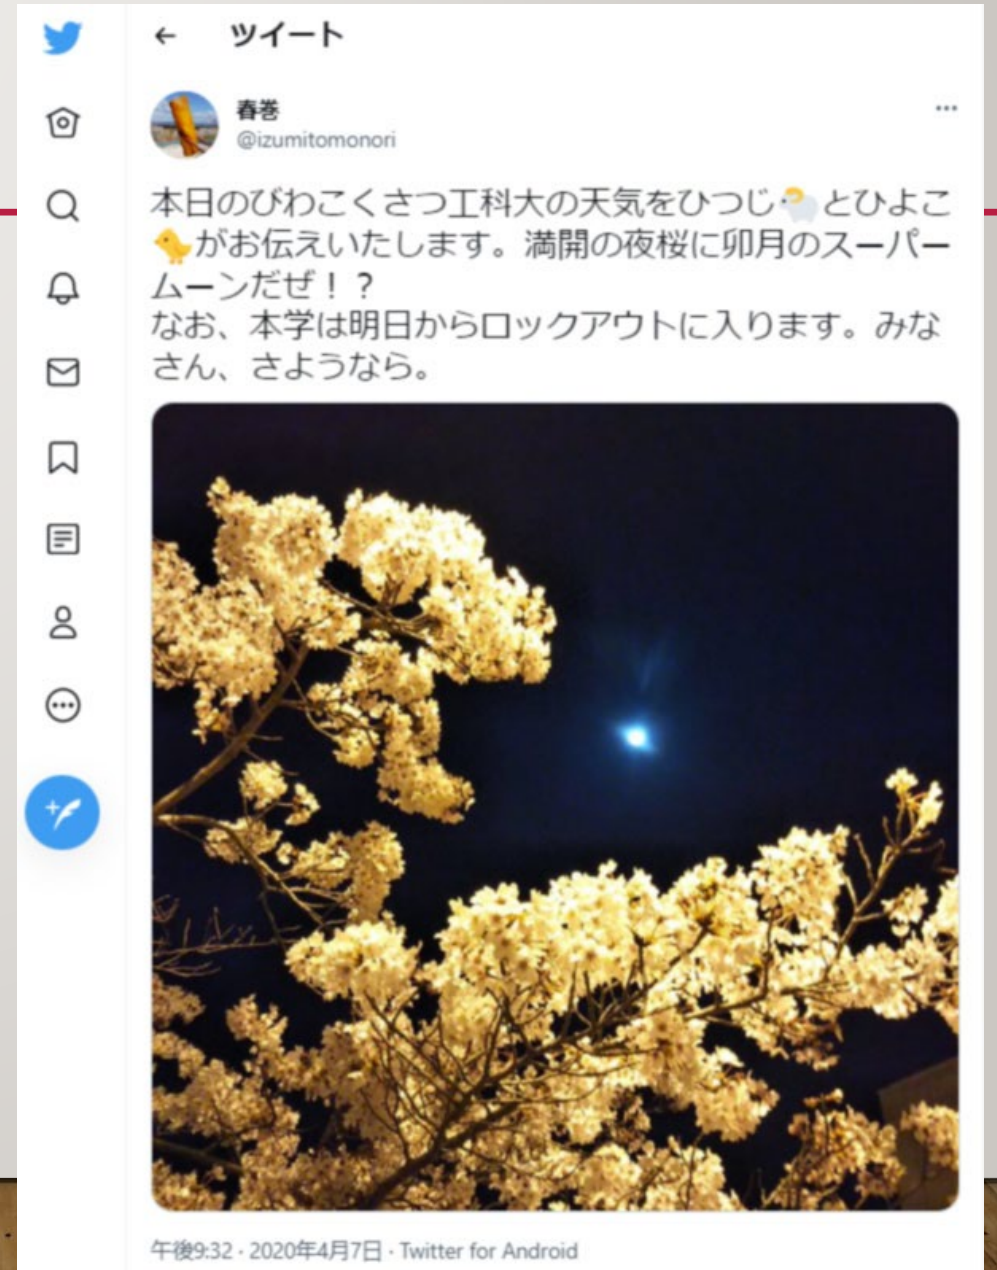 ツイート
春巻
@izumitomonori
本日のびわこくさつ工科大の天気をひつじ🐏とひよこ
🐤がお伝えいたします。満開の夜桜に卯月のスーパー
ムーンだぜ！？
なお、本学は明日からロックアウトに入ります。みな
さん、さようなら。
午後9:32 · 2020年4月7日 · Twitter for Android